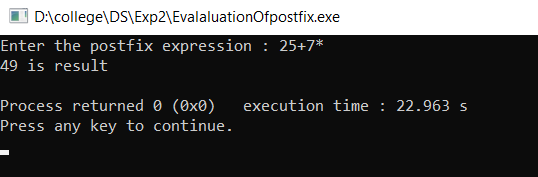 D:\college\DS\Exp2\EvalaluationOfpostfix.exe
Enter the postfix expression : 25+7*
49 is result
Process returned 0 (0x0)   execution time : 22.963 s
Press any key to continue.